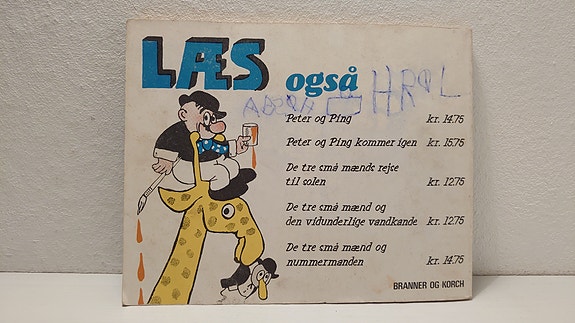 LÆS også
Peter og Ping kr. 14.75
Peter og Ping kommer igen kr. 15.75
De tre små mænds rejse
til solen kr. 12.75
De tre små mænd og
den vidunderlige vandkande kr. 12.75
De tre små mænd og
nummermanden kr. 14.75
BRANNER OG KORCH